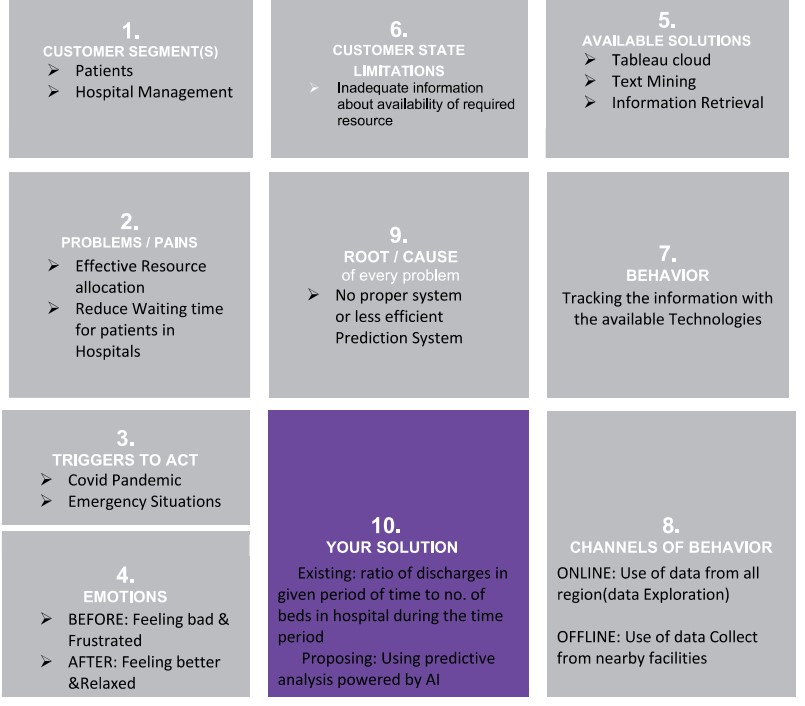 1.
CUSTOMER SEGMENT(S)
➢ Patients
➢ Hospital Management
6.
CUSTOMER STATE
LIMITATIONS
➢ Inadequate information
about availability of required
resource
5.
AVAILABLE SOLUTIONS
➢ Tableau cloud
➢ Text Mining
➢ Information Retrieval
2.
PROBLEMS / PAINS
➢ Effective Resource
allocation
➢ Reduce Waiting time
for patients in
Hospitals
9.
ROOT / CAUSE
of every problem
➢ No proper system
or less efficient
Prediction System
7.
BEHAVIOR
Tracking the information with
the available Technologies
3.
TRIGGERS TO ACT
➢ Covid Pandemic
➢ Emergency Situations
4.
EMOTIONS
➢ BEFORE: Feeling bad &
Frustrated
➢ AFTER: Feeling better
&Relaxed
10.
YOUR SOLUTION
Existing: ratio of discharges in
given period of time to no. of
beds in hospital during the time
period
Proposing: Using predictive
analysis powered by AI
8.
CHANNELS OF BEHAVIOR
ONLINE: Use of data from all
region(data Exploration)
OFFLINE: Use of data Collect
from nearby facilities